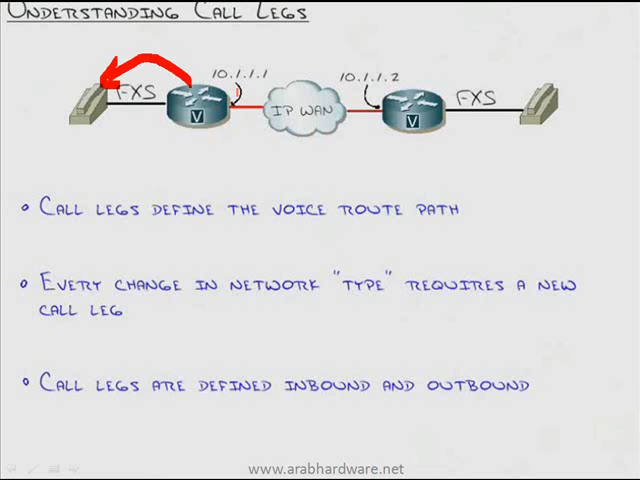 UNDERSTANDING CALL LEGS
10.1.1.1
10.1.1.2
FXS
IP WAN
FXS
V
V
CALL LEGS DEFINE THE VOICE ROUTE PATH
EVERY CHANGE IN NETWORK "TYPE" REQUIRES A NEW
CALL LEG
CALL LEGS ARE DEFINED INBOUND AND OUTBOUND
www.arabhardware.net